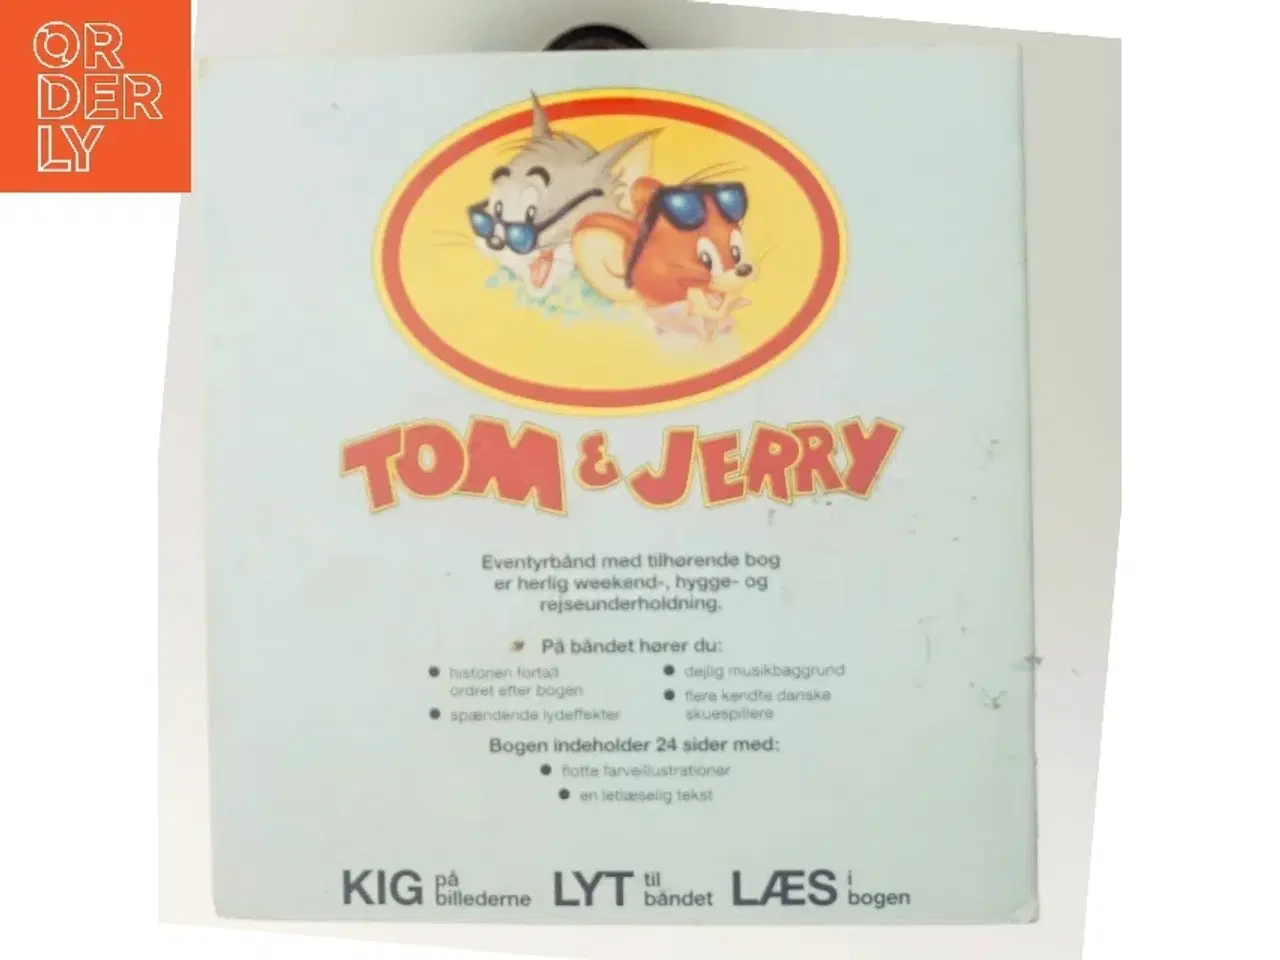 ORDERLY
TOM & JERRY
Eventyrbånd med tilhørende bog
er herlig weekend-, hygge- og
rejseunderholdning.
På båndet hører du:
historien fortalt
ordret efter bogen
spændende lydeffekter
dejlig musikbaggrund
flere kendte danske
skuespillere
Bogen indeholder 24 sider med:
flotte farveillustrationer
en letlæselig tekst
KIG på billederne LYT til båndet LÆS i bogen